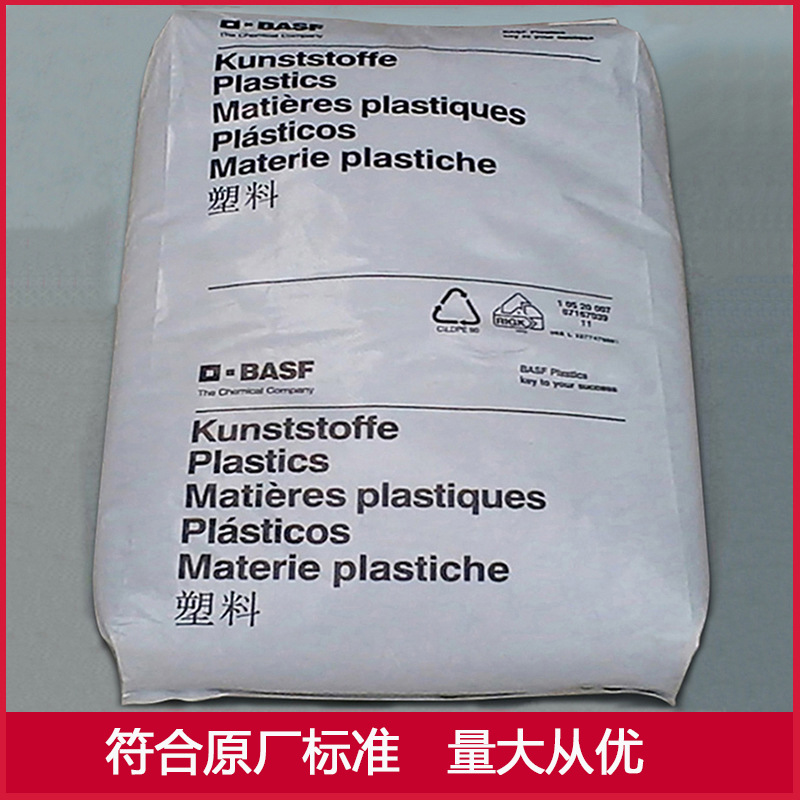 BASF
The Chemical Company
Kunststoffe
Plastics
Matières plastiques
Plásticos
Materie plastiche
塑料
BASF
The Chemical Company
BASF Plastics
key to your success
Kunststoffe
Plastics
Matières plastiques
Plásticos
Materie plastiche
塑料
符合原厂标准 量大从优